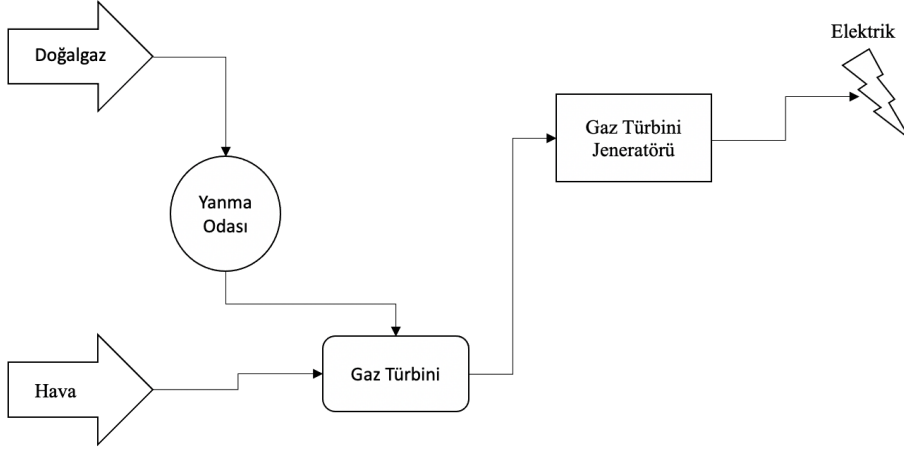 Elektrik
Doğalgaz
Gaz Türbini
Jeneratörü
Yanma
Odası
Gaz Türbini
Hava